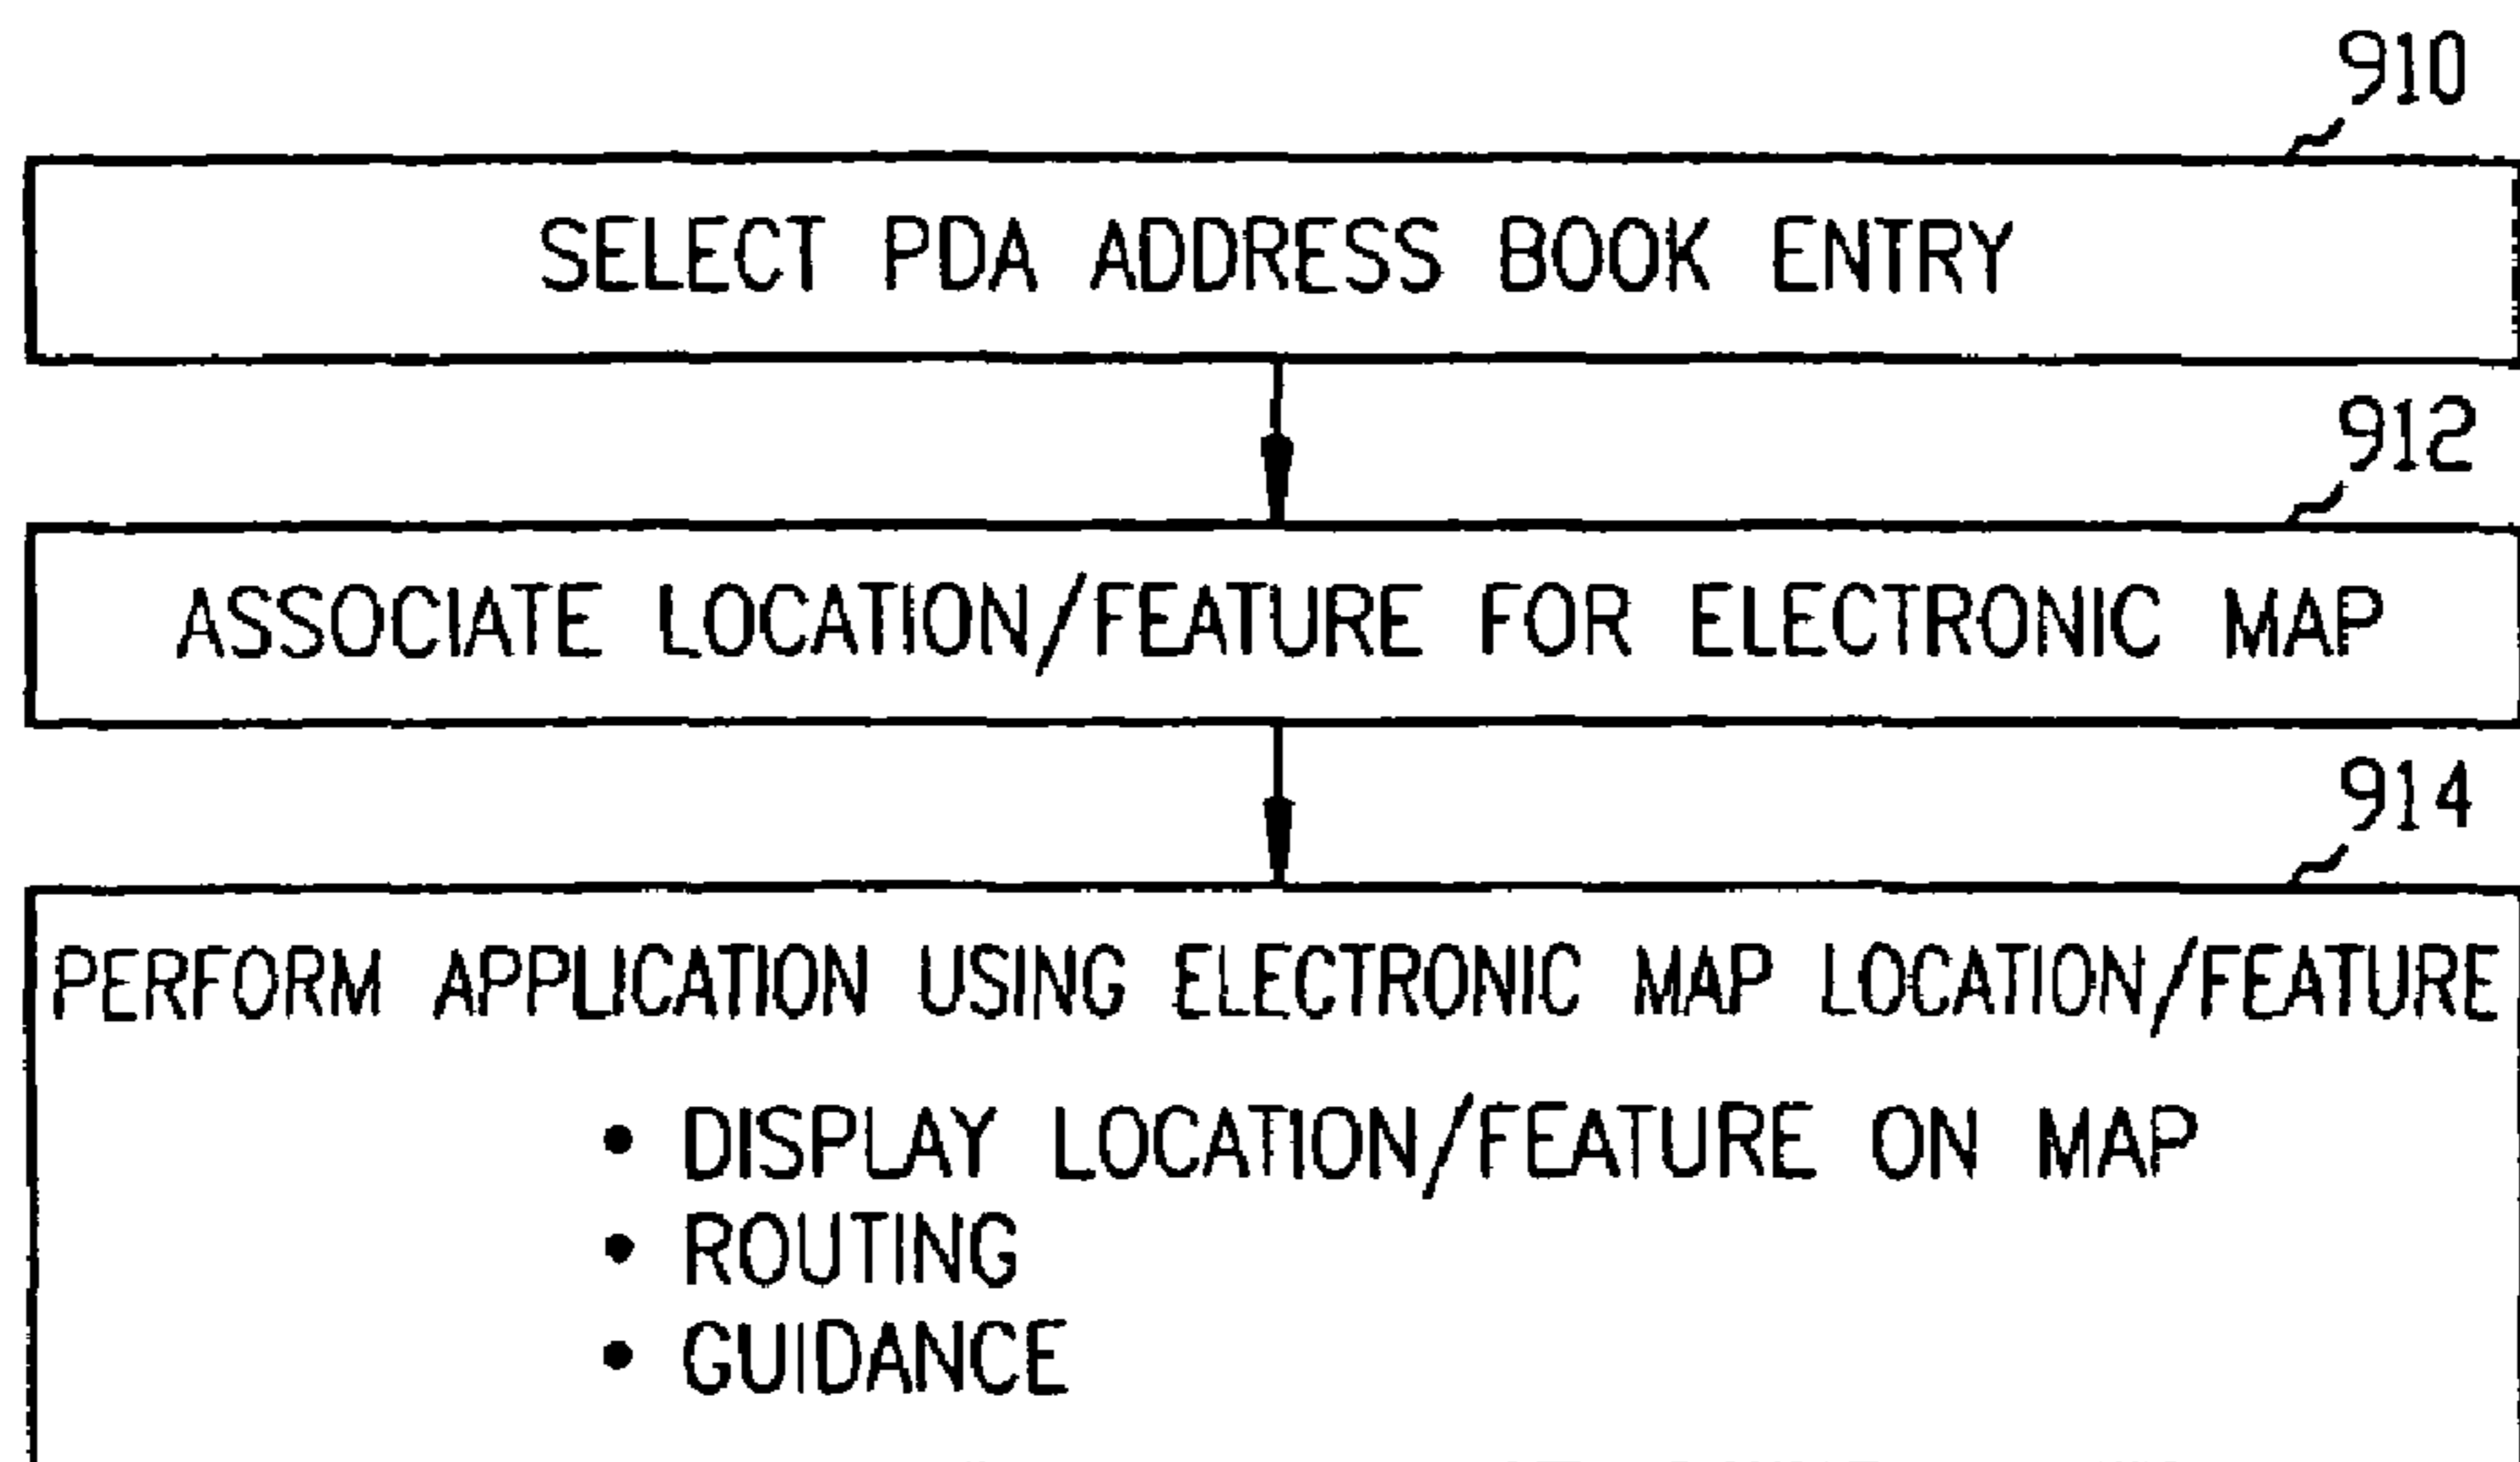 910
SELECT PDA ADDRESS BOOK ENTRY
912
ASSOCIATE LOCATION/FEATURE FOR ELECTRONIC MAP
914
PERFORM APPLICATION USING ELECTRONIC MAP LOCATION/FEATURE
• DISPLAY LOCATION/FEATURE ON MAP
• ROUTING
• GUIDANCE